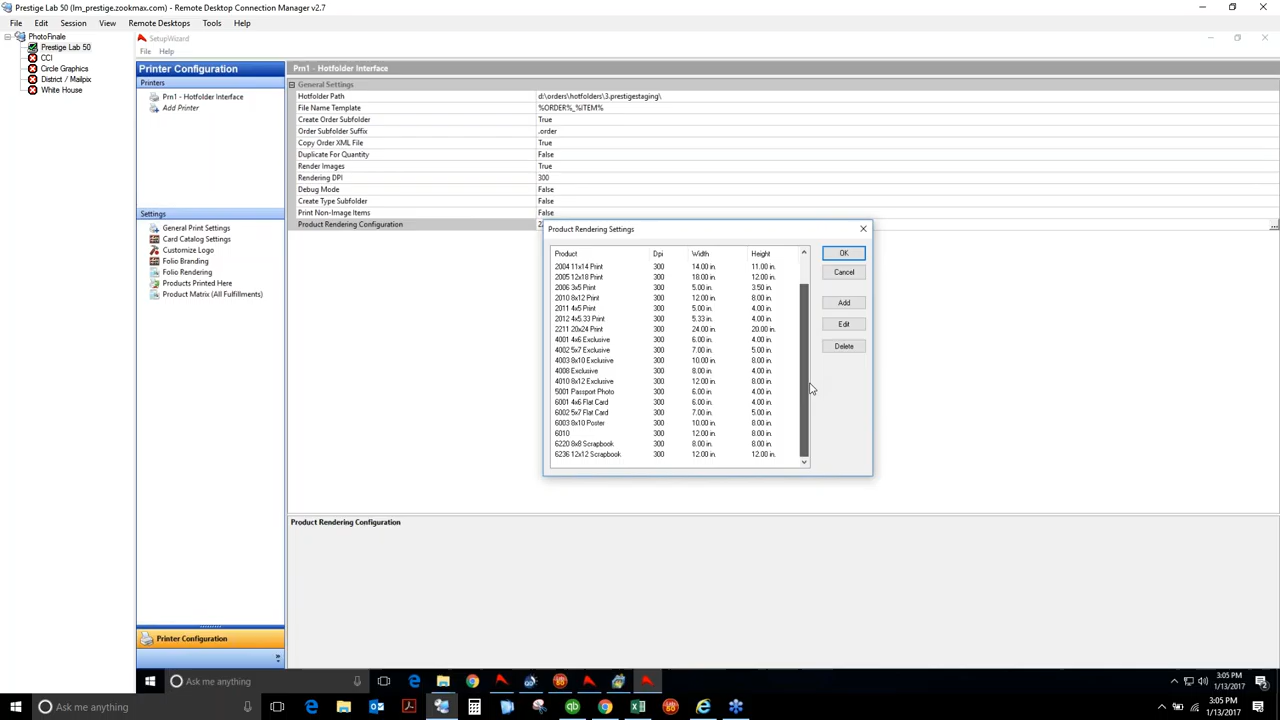 Prestige Lab 50 (lm_prestige.zookmax.com) - Remote Desktop Connection Manager v2.7
File Edit Session View Remote Desktops Tools Help
PhotoFinale
Prestige Lab 50
CCI
Circle Graphics
District / Mailpix
White House
SetupWizard
File Help
Printer Configuration
Printers
Prn1 - Hotfolder Interface
Add Printer
Settings
General Print Settings
Card Catalog Settings
Customize Logo
Folio Branding
Folio Rendering
Products Printed Here
Product Matrix (All Fulfillments)
Printer Configuration
Prn1 - Hotfolder Interface
General Settings
Hotfolder Path d:\orders\hotfolders\3.prestigestaging\
File Name Template %ORDER%_%ITEM%
Create Order Subfolder True
Order Subfolder Suffix .order
Copy Order XML File True
Duplicate For Quantity False
Render Images True
Rendering DPI 300
Debug Mode False
Create Type Subfolder False
Print Non-Image Items False
Product Rendering Configuration
Product Rendering Settings
Product Dpi Width Height
2004 11x14 Print 300 14.00 in. 11.00 in.
2005 12x18 Print 300 18.00 in. 12.00 in.
2006 3x5 Print 300 5.00 in. 3.50 in.
2010 8x12 Print 300 12.00 in. 8.00 in.
2011 4x5 Print 300 5.00 in. 4.00 in.
2012 4x5.33 Print 300 5.33 in. 4.00 in.
2211 20x24 Print 300 24.00 in. 20.00 in.
4001 4x6 Exclusive 300 6.00 in. 4.00 in.
4002 5x7 Exclusive 300 7.00 in. 5.00 in.
4003 8x10 Exclusive 300 10.00 in. 8.00 in.
4008 Exclusive 300 8.00 in. 4.00 in.
4010 8x12 Exclusive 300 12.00 in. 8.00 in.
5001 Passport Photo 300 6.00 in. 4.00 in.
6001 4x6 Flat Card 300 6.00 in. 4.00 in.
6002 5x7 Flat Card 300 7.00 in. 5.00 in.
6003 8x10 Poster 300 10.00 in. 8.00 in.
6010 300 12.00 in. 8.00 in.
6220 8x8 Scrapbook 300 8.00 in. 8.00 in.
6236 12x12 Scrapbook 300 12.00 in. 12.00 in.
OK
Cancel
Add
Edit
Delete
Product Rendering Configuration
Ask me anything
3:05 PM
1/13/2017
Ask me anything
3:05 PM
1/13/2017